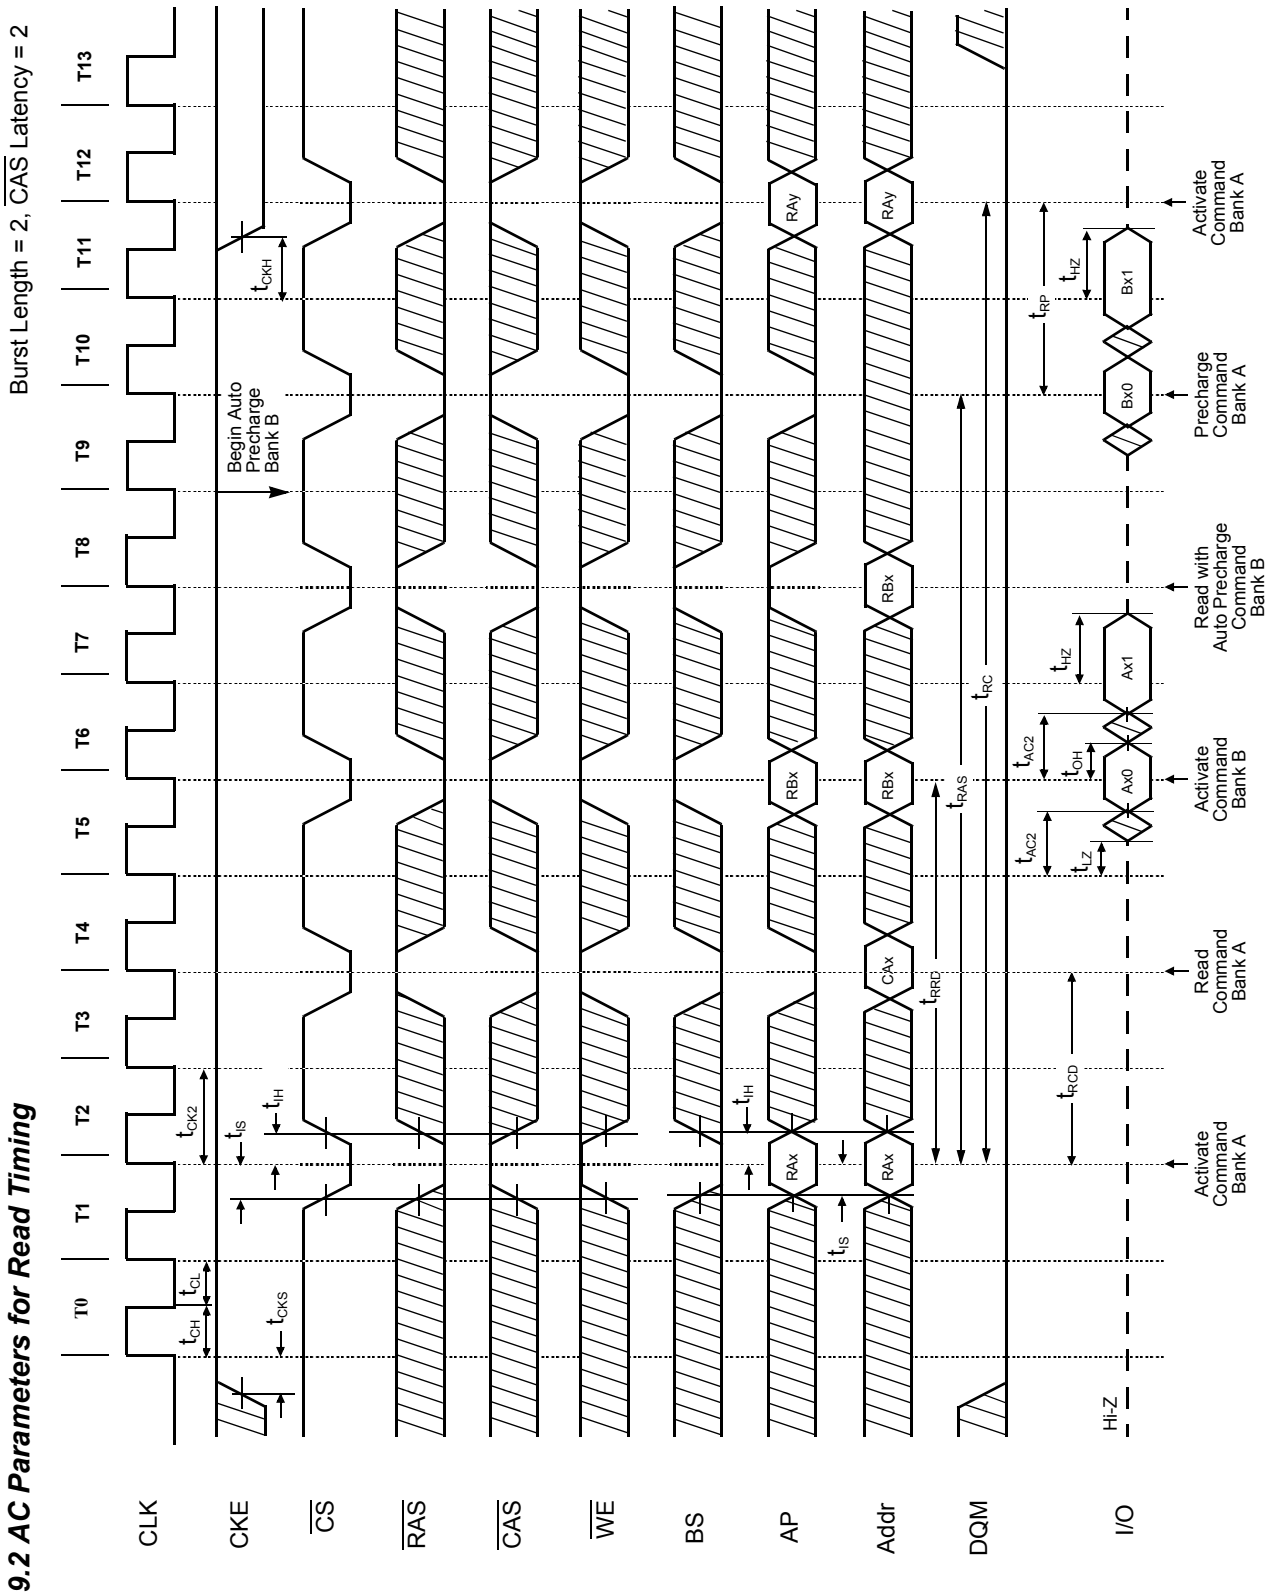 9.2 AC Parameters for Read Timing
Burst Length = 2, CAS Latency = 2
T0 T1 T2 T3 T4 T5 T6 T7 T8 T9 T10 T11 T12 T13
CLK
tCH tCL
tCK2
CKE
tCKS
tIS
tIH
Begin Auto
Precharge
Bank B
tCKH
CS
RAS
CAS
WE
BS
tIH
AP
RAx RBx RAy
tIS
Addr
RAx CAx RBx RBx RAy
tRRD
tRAS
tRC
DQM
tRCD
tAC2
tLZ
tAC2
tOH
tHZ
tRP
tHZ
I/O
Hi-Z
Ax0 Ax1 Bx0 Bx1
Activate
Command
Bank A
Read
Command
Bank A
Activate
Command
Bank B
Read with
Auto Precharge
Command
Bank B
Precharge
Command
Bank A
Activate
Command
Bank A